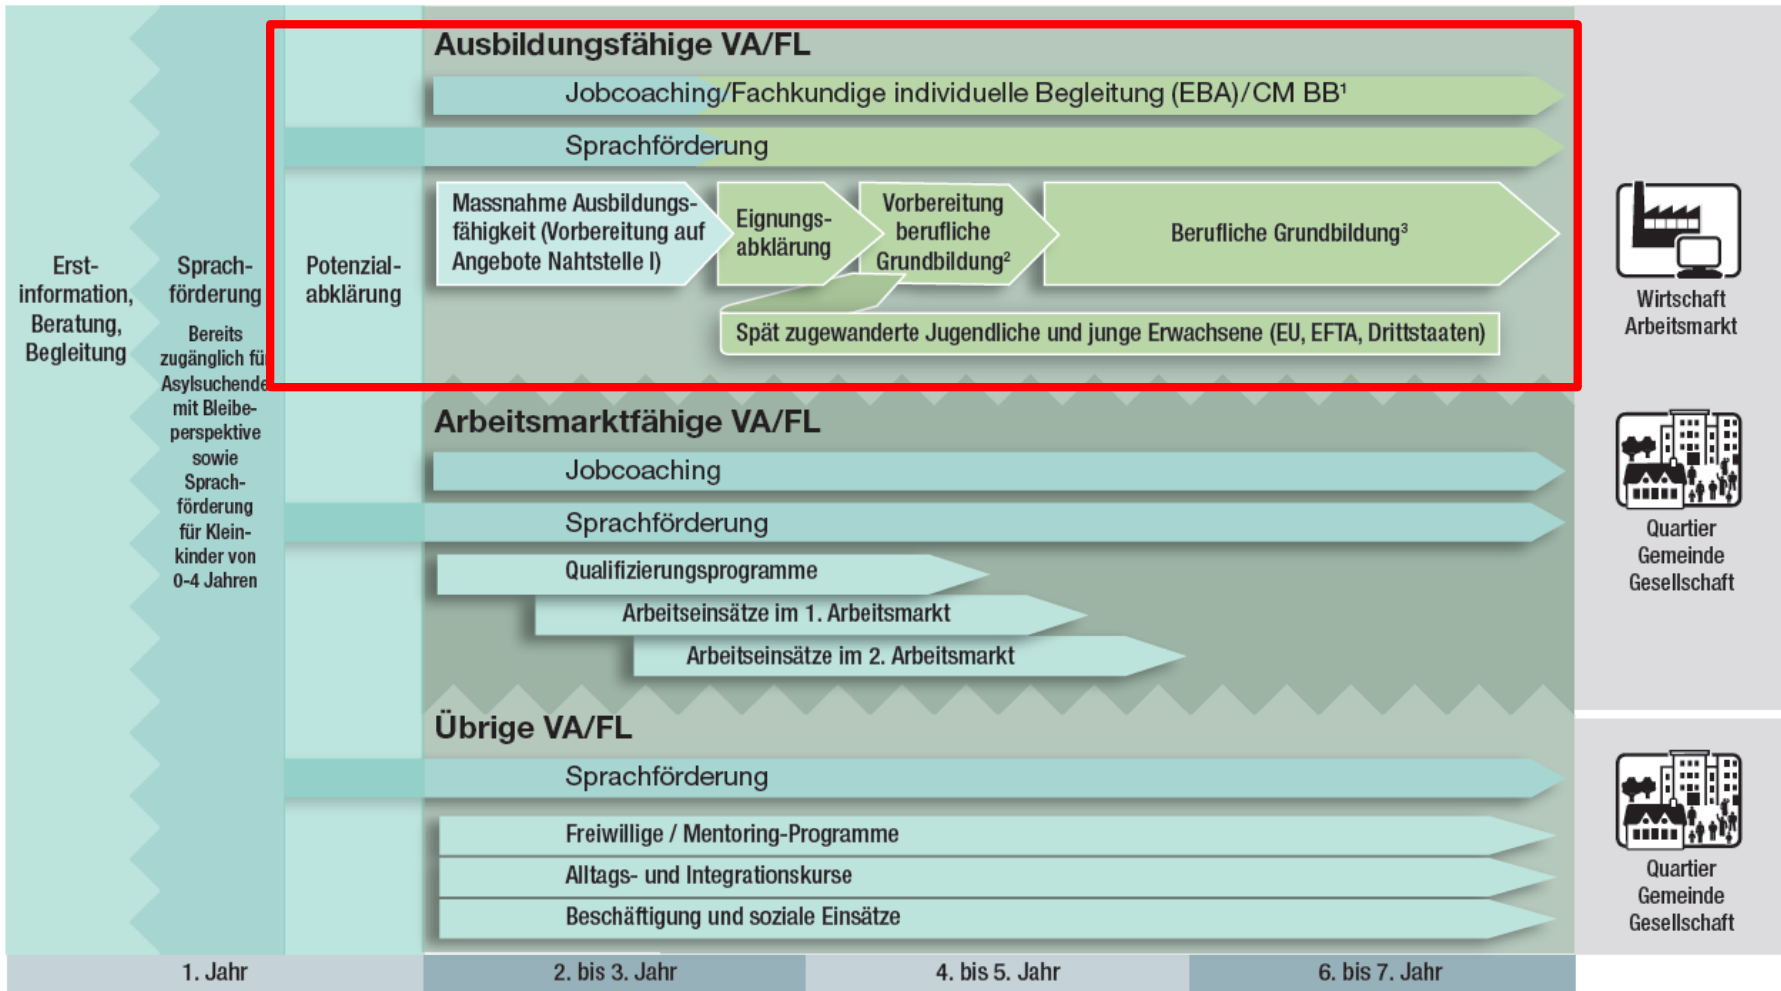 Erst-
information,
Beratung,
Begleitung
Sprach-
förderung
Bereits
zugänglich für
Asylsuchende
mit Bleibe-
perspektive
sowie
Sprach-
förderung
für Klein-
kinder von
0-4 Jahren
Potenzial-
abklärung
Ausbildungsfähige VA/FL
Jobcoaching/Fachkundige individuelle Begleitung (EBA)/CM BB¹
Sprachförderung
Massnahme Ausbildungs-
fähigkeit (Vorbereitung auf
Angebote Nahtstelle I)
Eignungs-
abklärung
Vorbereitung
berufliche
Grundbildung²
Berufliche Grundbildung³
Spät zugewanderte Jugendliche und junge Erwachsene (EU, EFTA, Drittstaaten)
Arbeitsmarktfähige VA/FL
Jobcoaching
Sprachförderung
Qualifizierungsprogramme
Arbeitseinsätze im 1. Arbeitsmarkt
Arbeitseinsätze im 2. Arbeitsmarkt
Übrige VA/FL
Sprachförderung
Freiwillige / Mentoring-Programme
Alltags- und Integrationskurse
Beschäftigung und soziale Einsätze
Wirtschaft
Arbeitsmarkt
Quartier
Gemeinde
Gesellschaft
Quartier
Gemeinde
Gesellschaft
1. Jahr
2. bis 3. Jahr
4. bis 5. Jahr
6. bis 7. Jahr